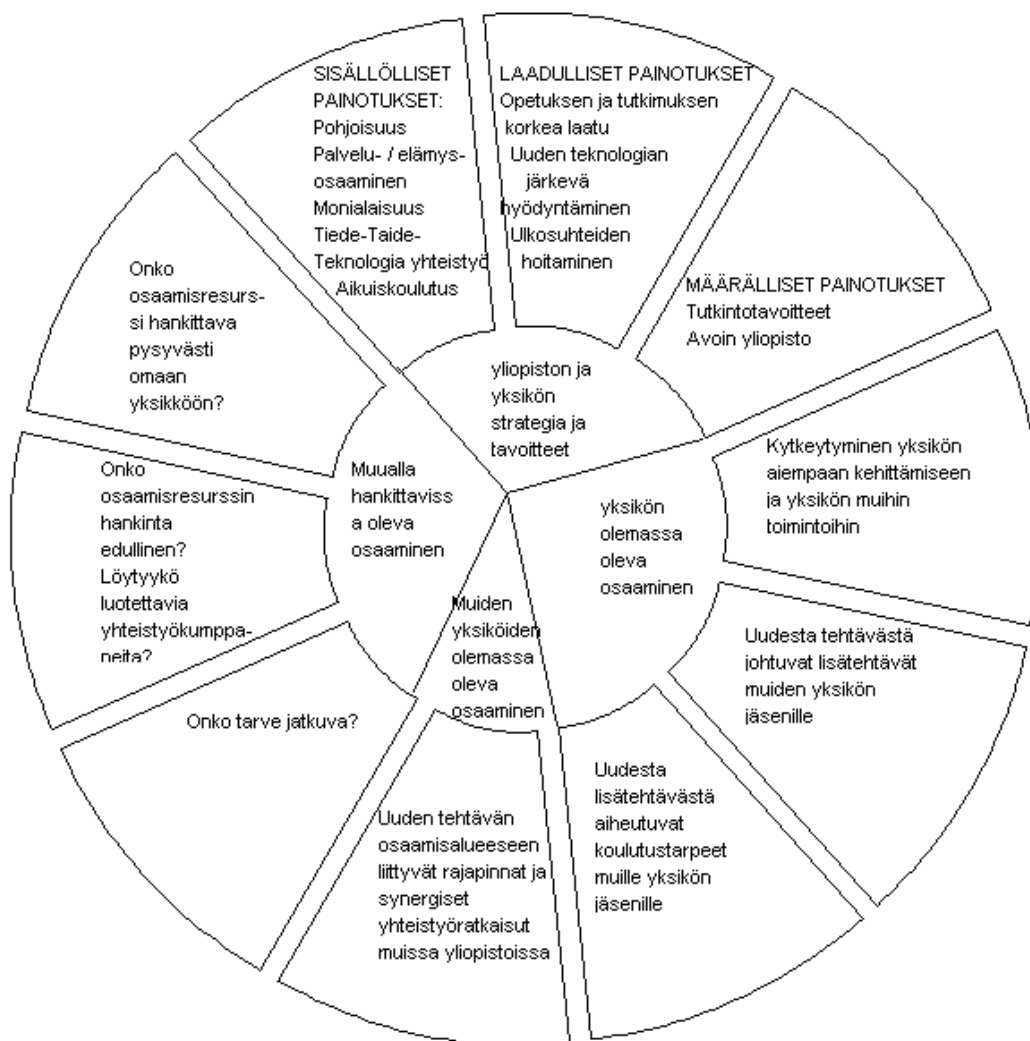 SISÄLLÖLLISET
PAINOTUKSET:
Pohjoisuus
Palvelu- / elämys-
osaaminen
Monialaisuus
Tiede-Taide-
Teknologia yhteistyö
Aikuiskoulutus
LAADULLISET PAINOTUKSET
Opetuksen ja tutkimuksen
korkea laatu
Uuden teknologian
järkevä
hyödyntäminen
Ulkosuhteiden
hoitaminen
MÄÄRÄLLISET PAINOTUKSET
Tutkintotavoitteet
Avoin yliopisto
Onko
osaamisresurs-
si hankittava
pysyvästi
omaan
yksikköön?
yliopiston ja
yksikön
strategia ja
tavoitteet
Kytkeytyminen yksikön
aiempaan kehittämiseen
ja yksikön muihin
toimintoihin
Onko
osaamisresurssin
hankinta
edullinen?
Löytyykö
luotettavia
yhteistyökumppa-
neita?
Muualla
hankittaviss
a oleva
osaaminen
yksikön
olemassa
oleva
osaaminen
Muiden
yksiköiden
olemassa
oleva
osaaminen
Uudesta tehtävästä
johtuvat lisätehtävät
muiden yksikön
jäsenille
Onko tarve jatkuva?
Uuden tehtävän
osaamisalueeseen
liittyvät rajapinnat ja
synergiset
yhteistyöratkaisut
muissa yliopistoissa
Uudesta
lisätehtävästä
aiheutuvat
koulutustarpeet
muille yksikön
jäsenille